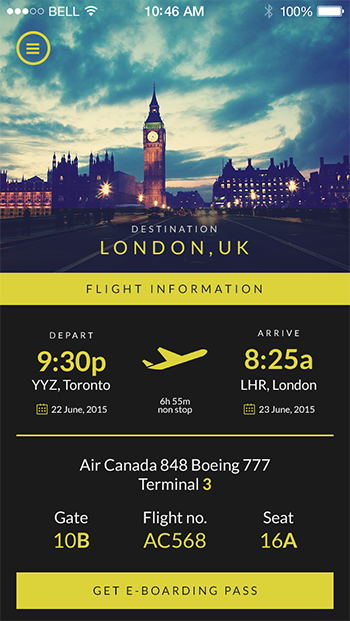 BELL 10:46 AM 100%
DESTINATION
LONDON,UK
FLIGHT INFORMATION
DEPART ARRIVE
9:30p 8:25a
YYZ, Toronto LHR, London
6h 55m
22 June, 2015 non stop 23 June, 2015
Air Canada 848 Boeing 777
Terminal 3
Gate Flight no. Seat
10B AC568 16A
GET E-BOARDING PASS